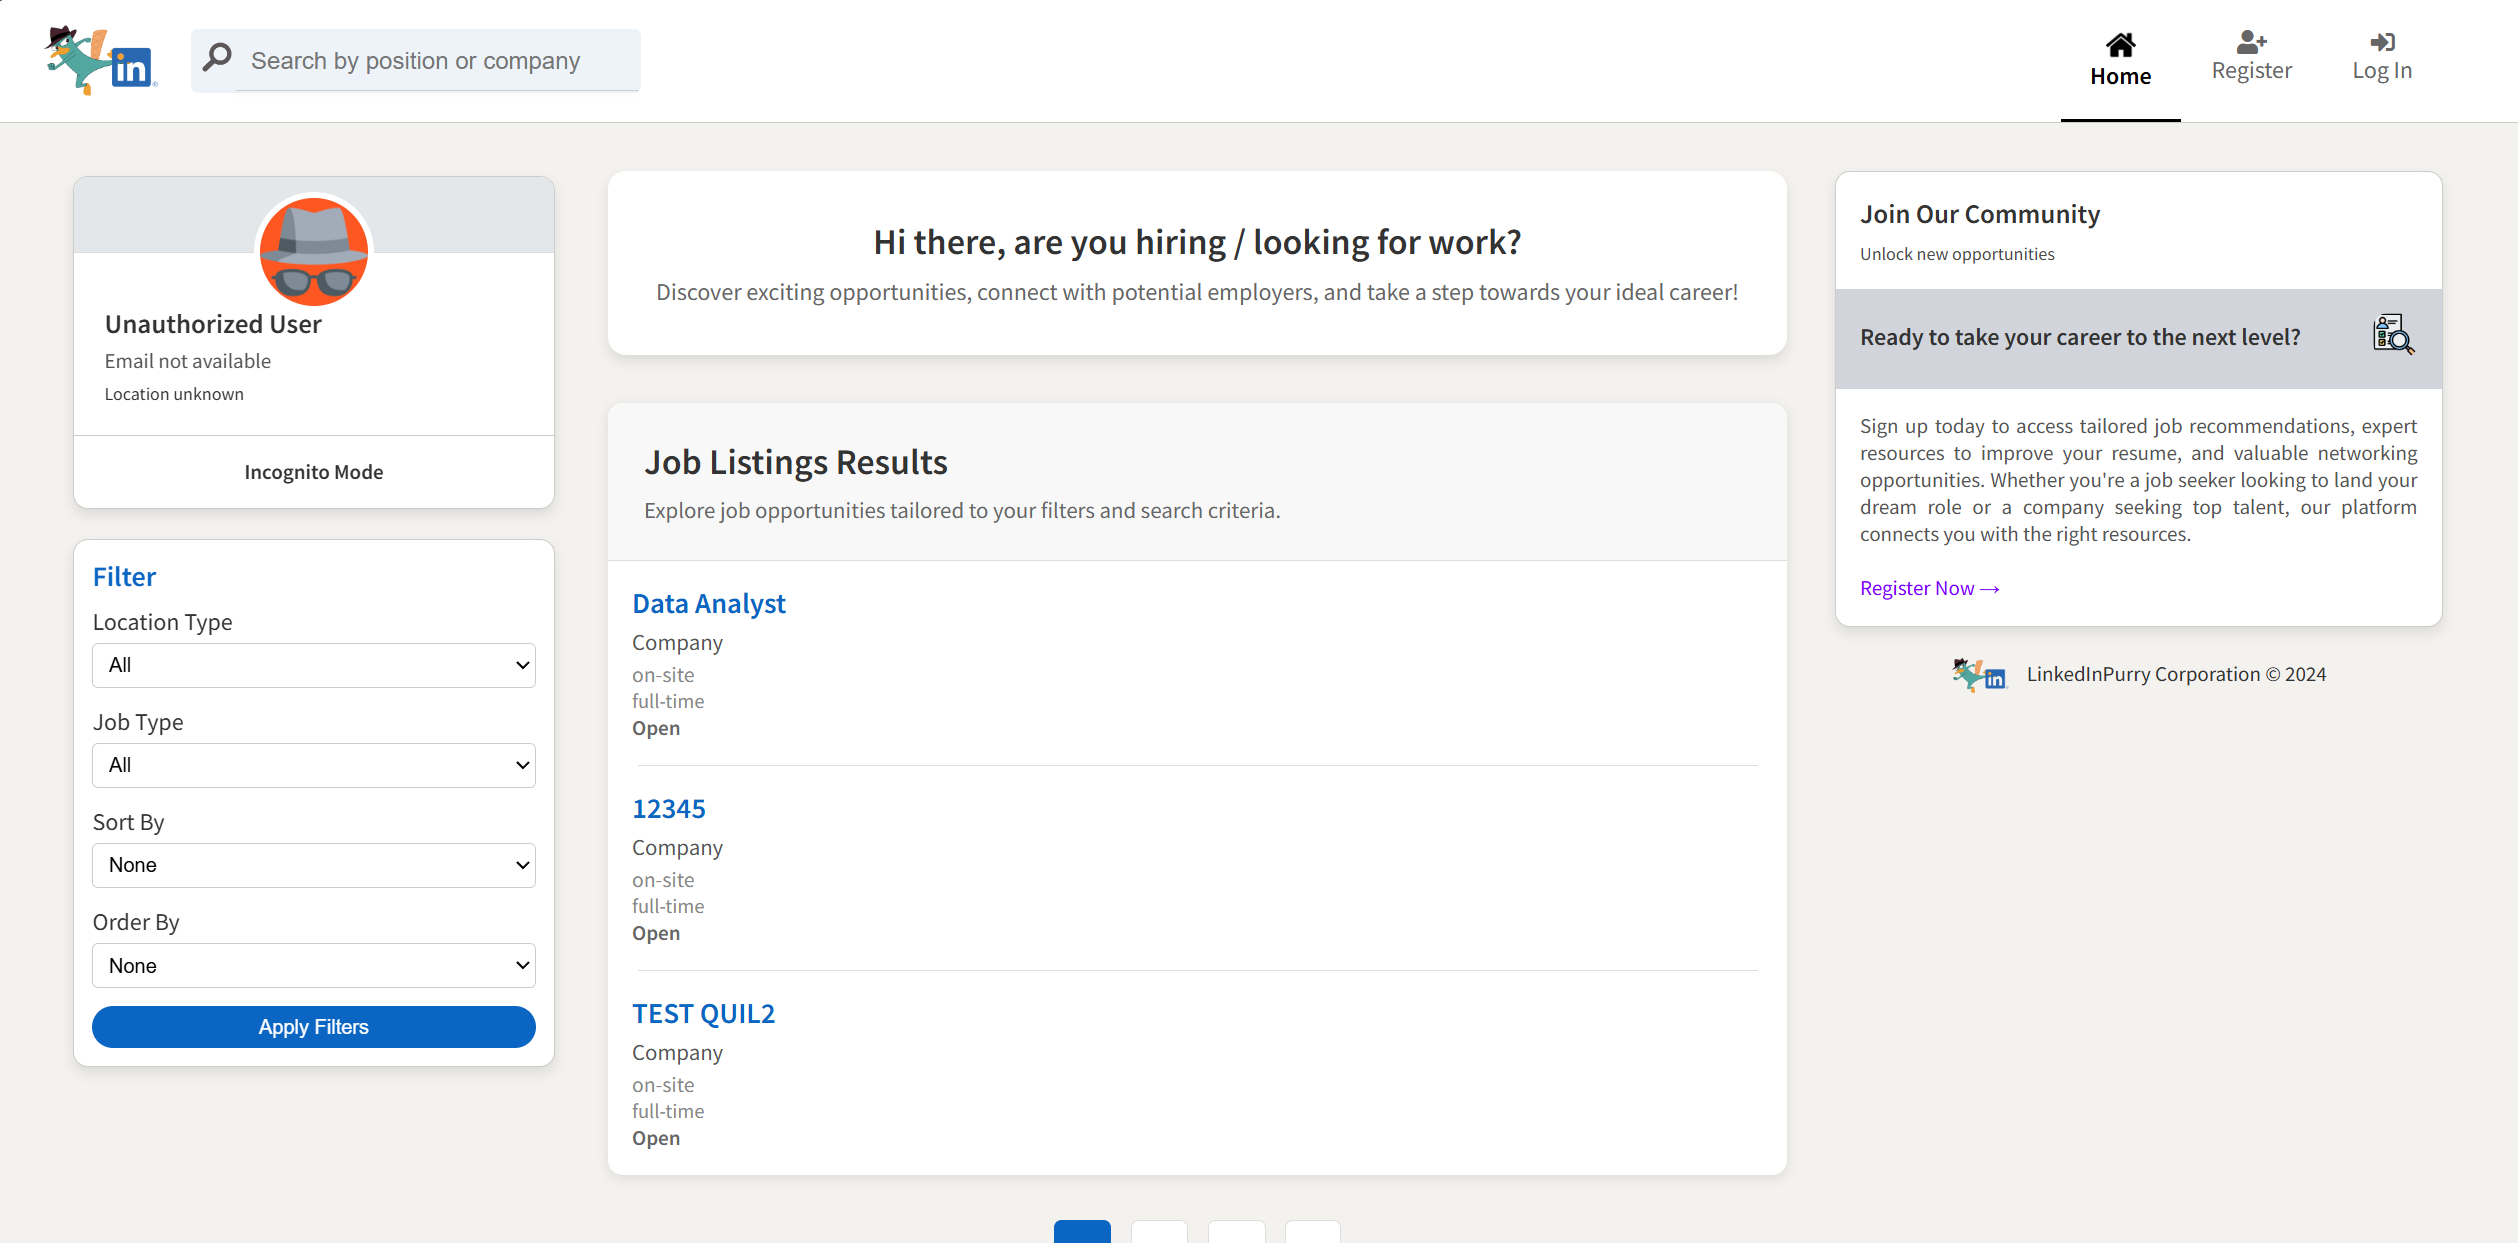 in
Search by position or company
Home
Register
Log In
Unauthorized User
Email not available
Location unknown
Incognito Mode
Filter
Location Type
All
Job Type
All
Sort By
None
Order By
None
Apply Filters
Hi there, are you hiring / looking for work?
Discover exciting opportunities, connect with potential employers, and take a step towards your ideal career!
Job Listings Results
Explore job opportunities tailored to your filters and search criteria.
Data Analyst
Company
on-site
full-time
Open
12345
Company
on-site
full-time
Open
TEST QUIL2
Company
on-site
full-time
Open
Join Our Community
Unlock new opportunities
Ready to take your career to the next level?
Sign up today to access tailored job recommendations, expert
resources to improve your resume, and valuable networking
opportunities. Whether you're a job seeker looking to land your
dream role or a company seeking top talent, our platform
connects you with the right resources.
Register Now →
in
LinkedInPurry Corporation © 2024